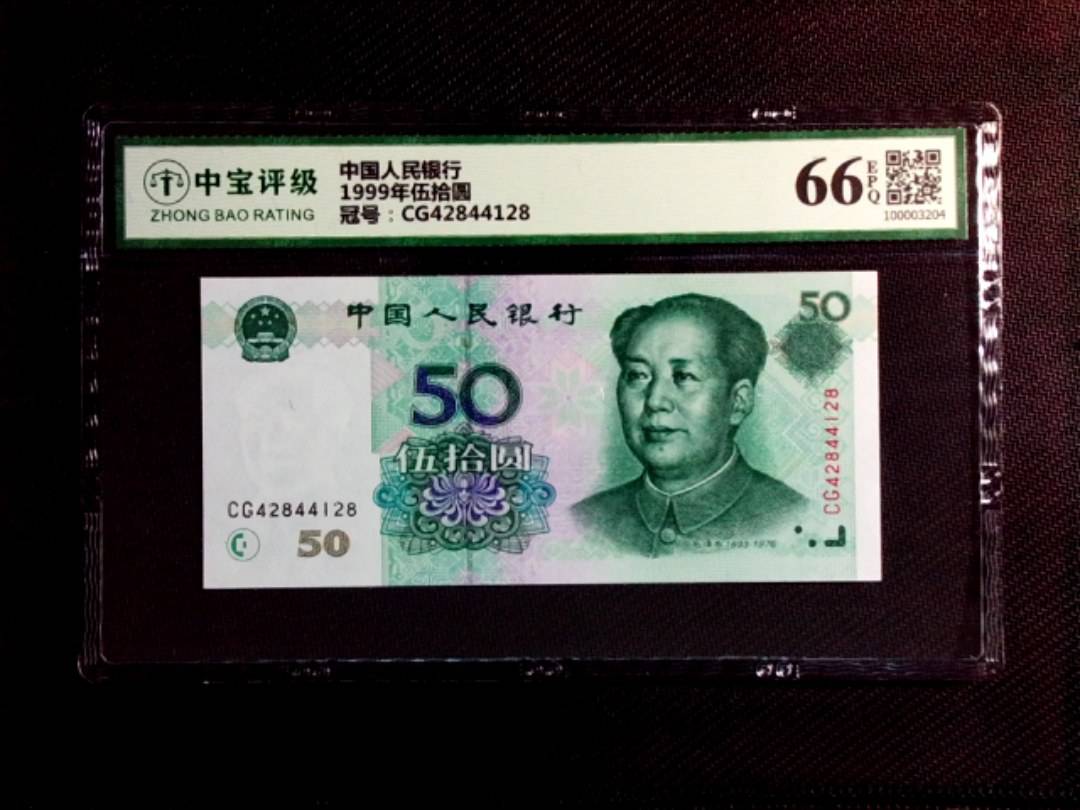 中宝评级
ZHONG BAO RATING
中国人民银行
1999年伍拾圆
冠号：CG42844128
66
EPQ
100003204
中国人民银行
50
50
伍拾圆
CG42844128
CG42844128
50
1893-1976